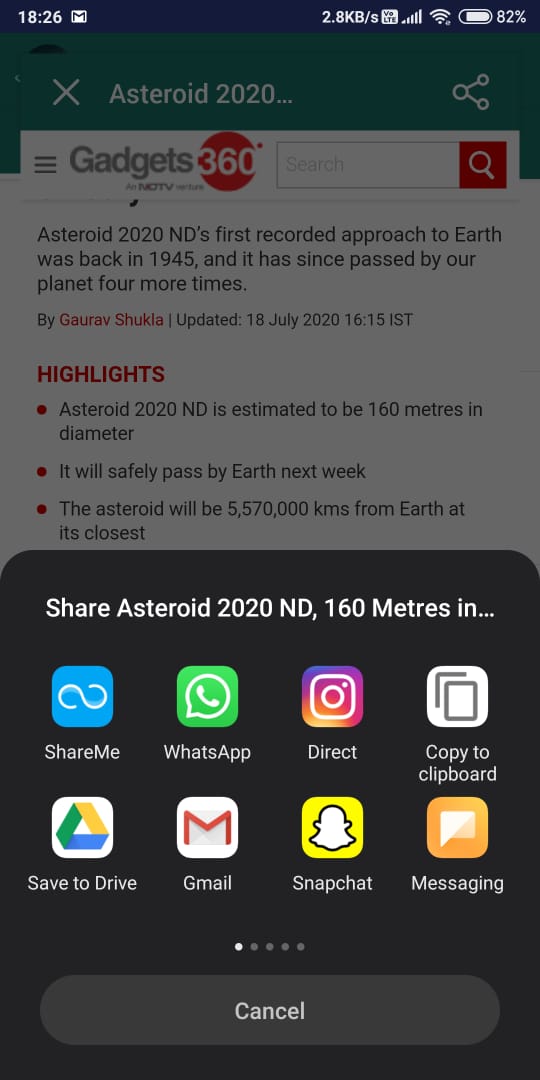 18:26
2.8KB/s Vo LTE 82%
Asteroid 2020...
Gadgets 360°
An NDTV venture
Search
Asteroid 2020 ND's first recorded approach to Earth
was back in 1945, and it has since passed by our
planet four more times.
By Gaurav Shukla | Updated: 18 July 2020 16:15 IST
HIGHLIGHTS
Asteroid 2020 ND is estimated to be 160 metres in
diameter
It will safely pass by Earth next week
The asteroid will be 5,570,000 kms from Earth at
its closest
Share Asteroid 2020 ND, 160 Metres in...
ShareMe
WhatsApp
Direct
Copy to
clipboard
Save to Drive
Gmail
Snapchat
Messaging
Cancel